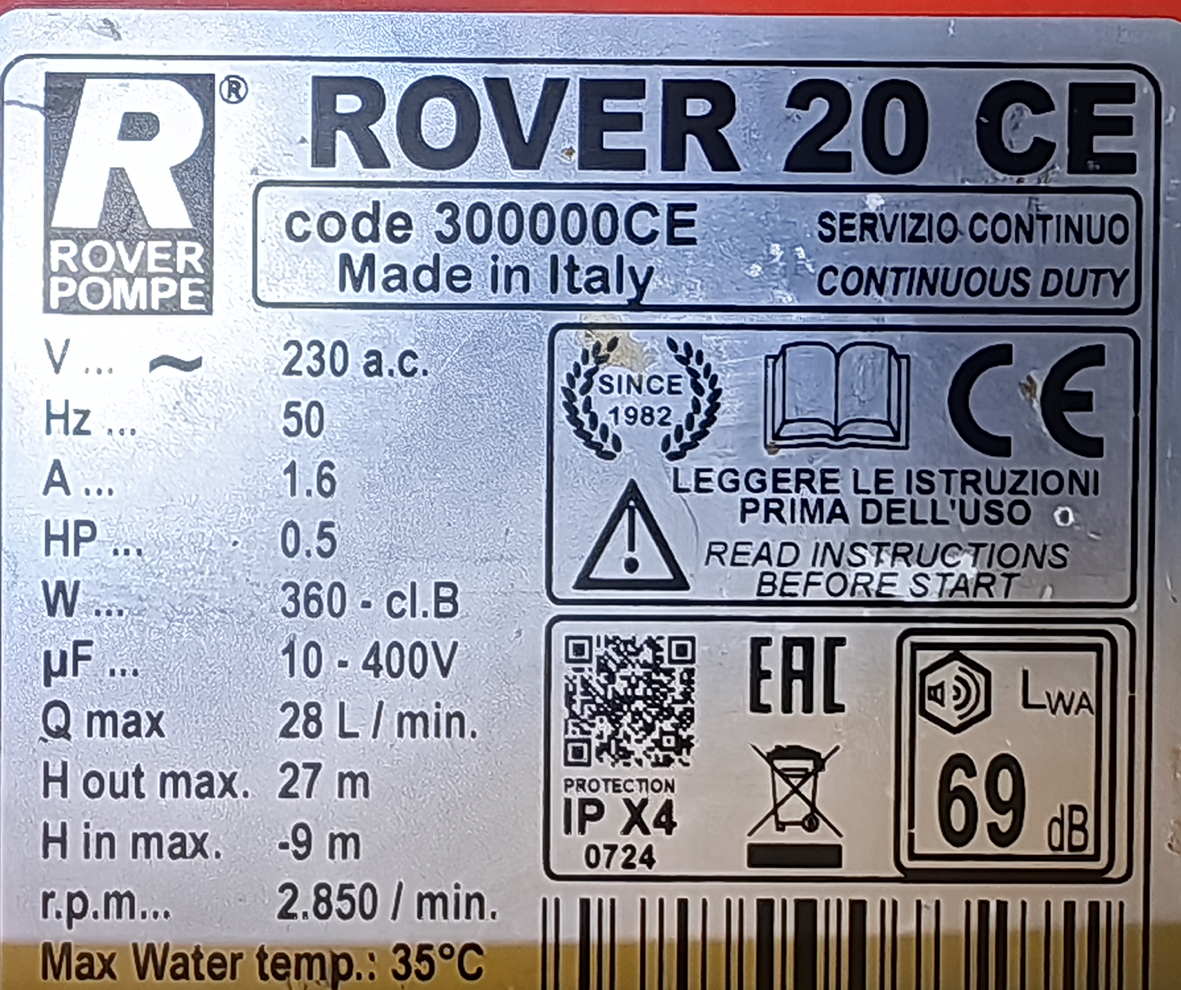 R®
ROVER
POMPE
ROVER 20 CE
code 300000CE
Made in Italy
SERVIZIO CONTINUO
CONTINUOUS DUTY
V ... ~ 230 a.c.
Hz ... 50
A ... 1.6
HP ... 0.5
W ... 360 - cl.B
µF ... 10 - 400V
Q max 28 L / min.
H out max. 27 m
H in max. -9 m
r.p.m... 2.850 / min.
Max Water temp.: 35°C
SINCE
1982
CE
LEGGERE LE ISTRUZIONI
PRIMA DELL'USO
READ INSTRUCTIONS
BEFORE START
PROTECTION
IP X4
0724
EAC
LWA
69 dB